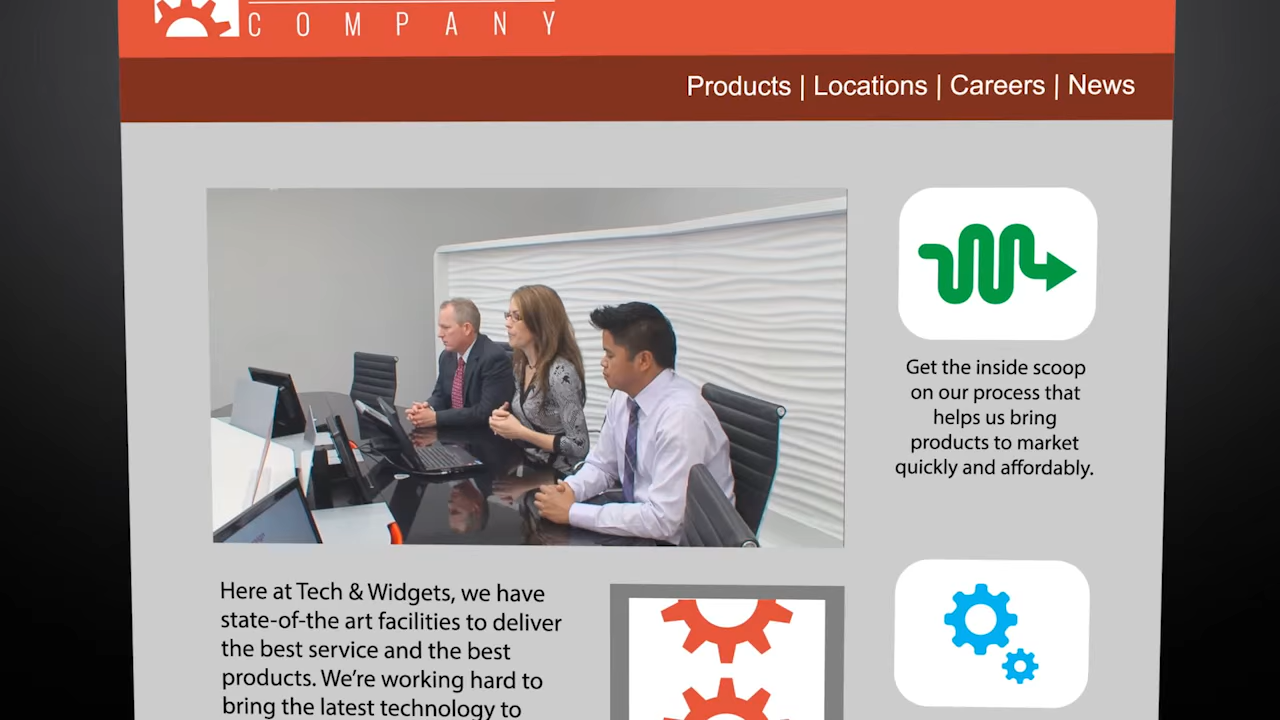 COMPANY
Products | Locations | Careers | News
Get the inside scoop
on our process that
helps us bring
products to market
quickly and affordably.
Here at Tech & Widgets, we have
state-of-the art facilities to deliver
the best service and the best
products. We're working hard to
bring the latest technology to